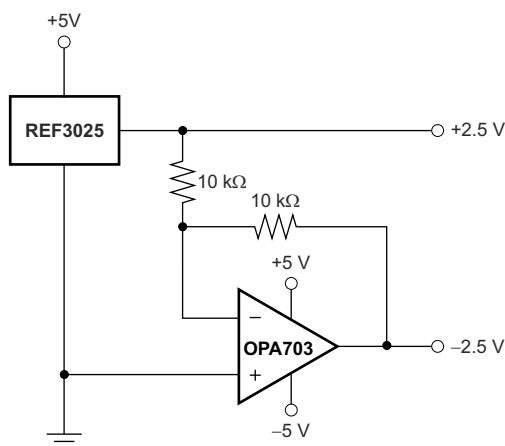 +5V
REF3025
+2.5 V
10 kΩ
10 kΩ
+5 V
−
OPA703
+
−2.5 V
−5 V